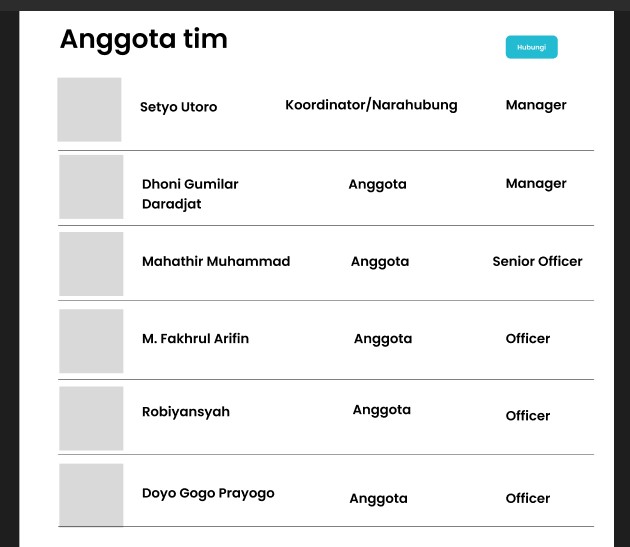 Anggota tim
Hubungi
Setyo Utoro
Koordinator/Narahubung
Manager
Dhoni Gumilar
Daradjat
Anggota
Manager
Mahathir Muhammad
Anggota
Senior Officer
M. Fakhrul Arifin
Anggota
Officer
Robiyansyah
Anggota
Officer
Doyo Gogo Prayogo
Anggota
Officer